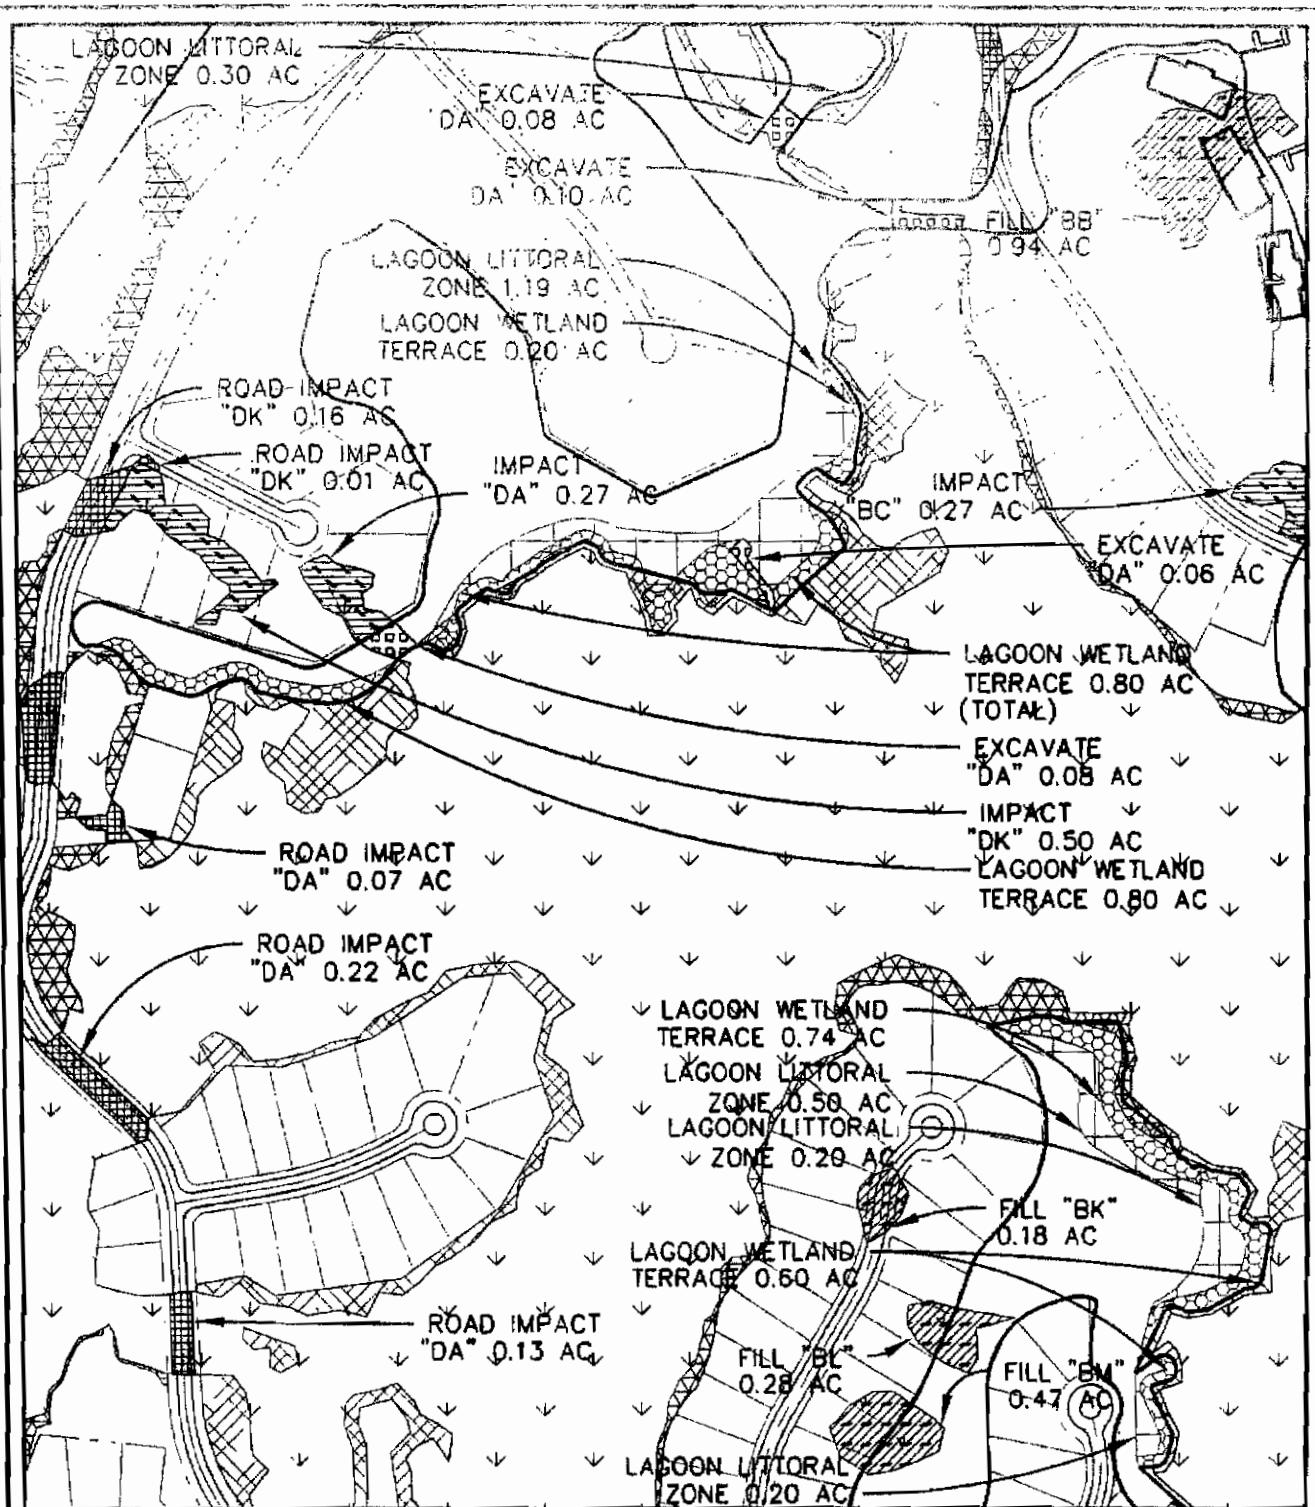 LAGOON LITTORAL
ZONE 0.30 AC
EXCAVATE
"DA" 0.08 AC
EXCAVATE
"DA" 0.10 AC
FILL "BB"
0.94 AC
LAGOON LITTORAL
ZONE 1.19 AC
LAGOON WETLAND
TERRACE 0.20 AC
ROAD IMPACT
"DK" 0.16 AC
ROAD IMPACT
"DK" 0.01 AC
IMPACT
"DA" 0.27 AC
IMPACT
"BC" 0.27 AC
EXCAVATE
"DA" 0.06 AC
LAGOON WETLAND
TERRACE 0.80 AC
(TOTAL)
EXCAVATE
"DA" 0.08 AC
IMPACT
"DK" 0.50 AC
LAGOON WETLAND
TERRACE 0.80 AC
ROAD IMPACT
"DA" 0.07 AC
ROAD IMPACT
"DA" 0.22 AC
LAGOON WETLAND
TERRACE 0.74 AC
LAGOON LITTORAL
ZONE 0.50 AC
LAGOON LITTORAL
ZONE 0.20 AC
FILL "BK"
0.18 AC
LAGOON WETLAND
TERRACE 0.60 AC
ROAD IMPACT
"DA" 0.13 AC
FILL "BL"
0.28 AC
FILL "BM"
0.47 AC
LAGOON LITTORAL
ZONE 0.20 AC